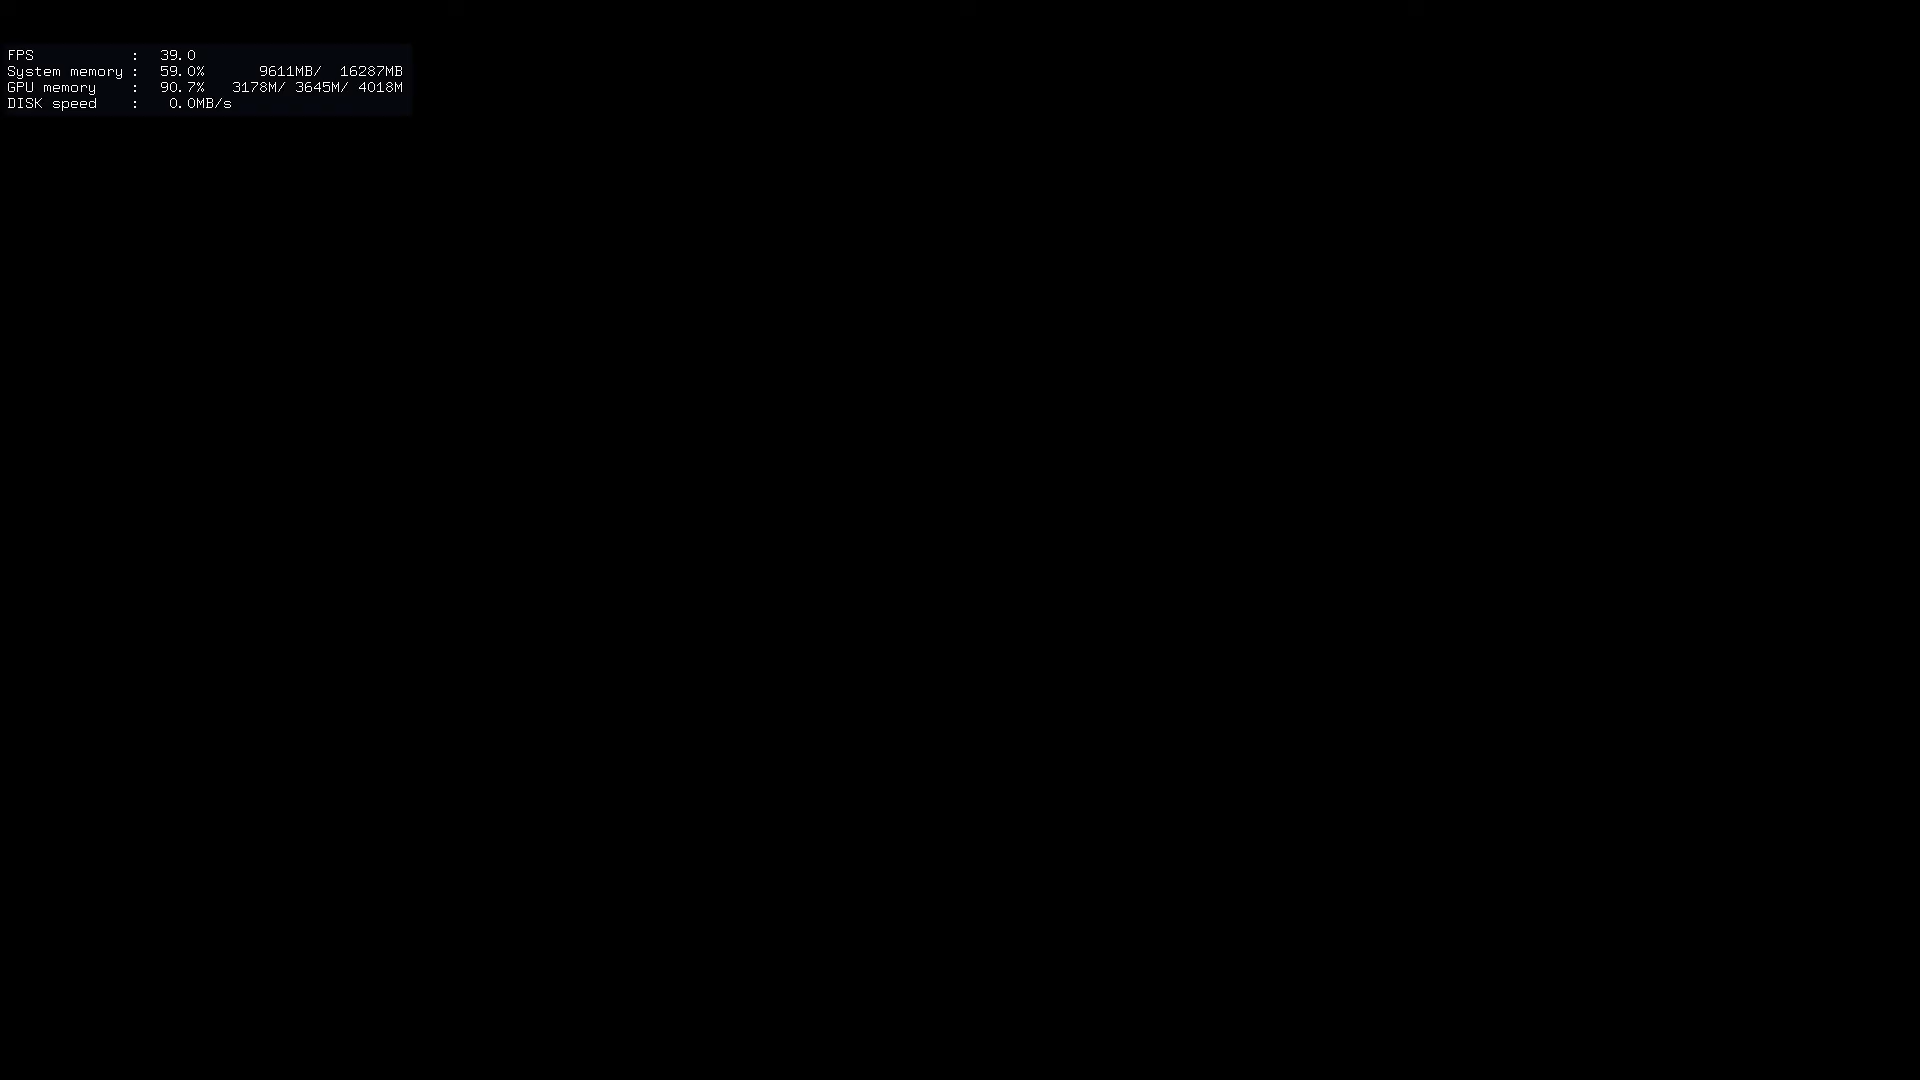 FPS : 39.0
System memory : 59.0% 9611MB/ 16287MB
GPU memory : 90.7% 3178M/ 3645M/ 4018M
DISK speed : 0.0MB/s